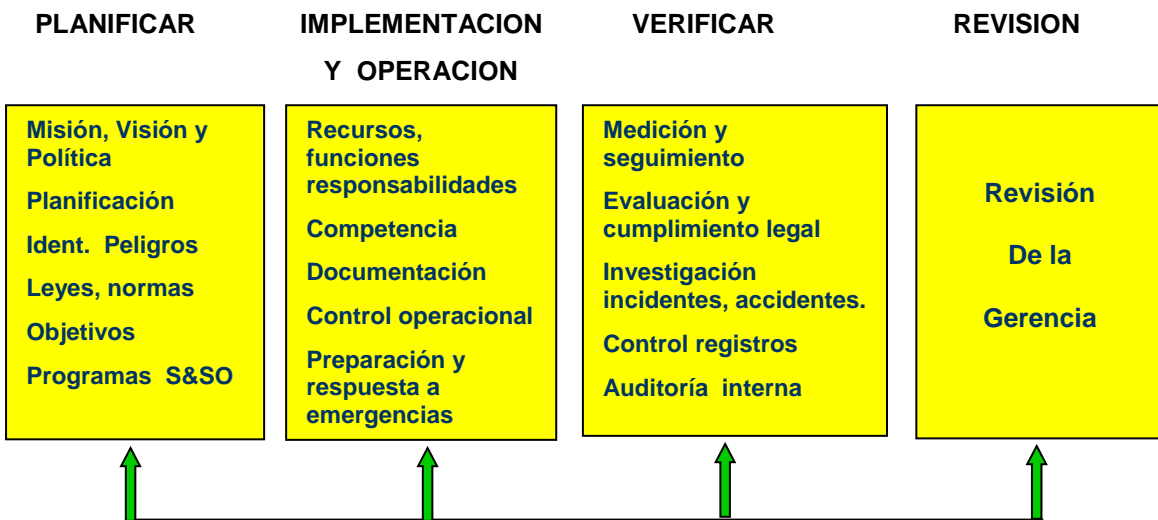 PLANIFICAR
IMPLEMENTACION
Y OPERACION
VERIFICAR
REVISION
Misión, Visión y
Política
Planificación
Ident. Peligros
Leyes, normas
Objetivos
Programas S&SO
Recursos,
funciones
responsabilidades
Competencia
Documentación
Control operacional
Preparación y
respuesta a
emergencias
Medición y
seguimiento
Evaluación y
cumplimiento legal
Investigación
incidentes, accidentes.
Control registros
Auditoría interna
Revisión
De la
Gerencia